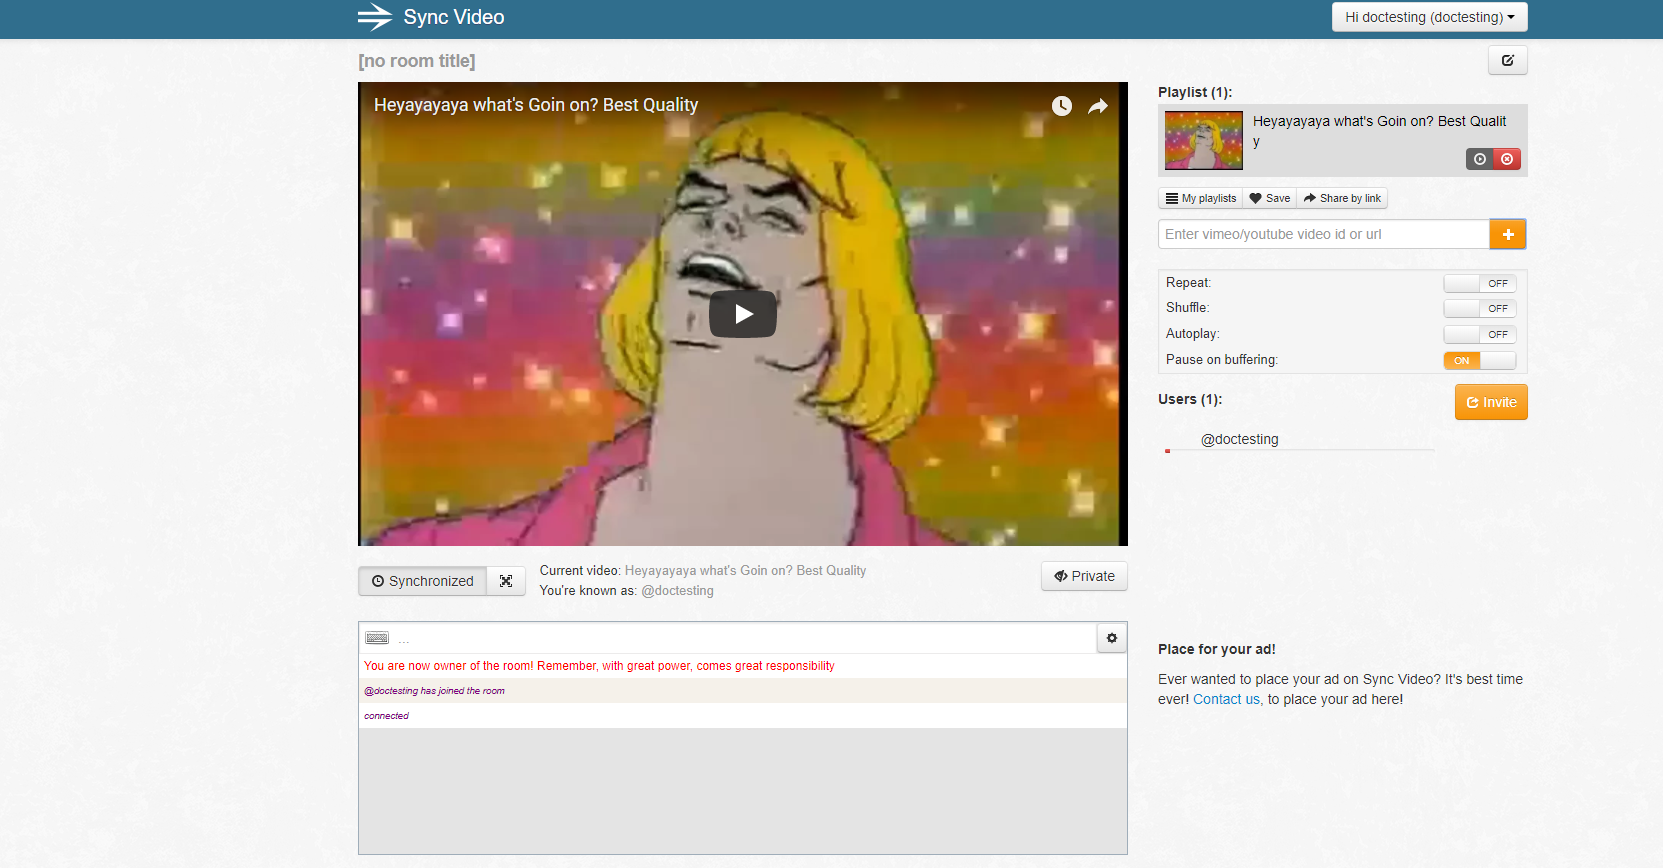 Sync Video
Hi doctesting (doctesting)
[no room title]
Heyayayaya what's Goin on? Best Quality
Playlist (1):
Heyayayaya what's Goin on? Best Qualit
y
My playlists
Save
Share by link
Enter vimeo/youtube video id or url
Repeat:
OFF
Shuffle:
OFF
Autoplay:
OFF
Pause on buffering:
ON
Users (1):
Invite
@doctesting
Synchronized
Current video: Heyayayaya what's Goin on? Best Quality
You're known as: @doctesting
Private
...
You are now owner of the room! Remember, with great power, comes great responsibility
@doctesting has joined the room
connected
Place for your ad!
Ever wanted to place your ad on Sync Video? It's best time
ever! Contact us, to place your ad here!